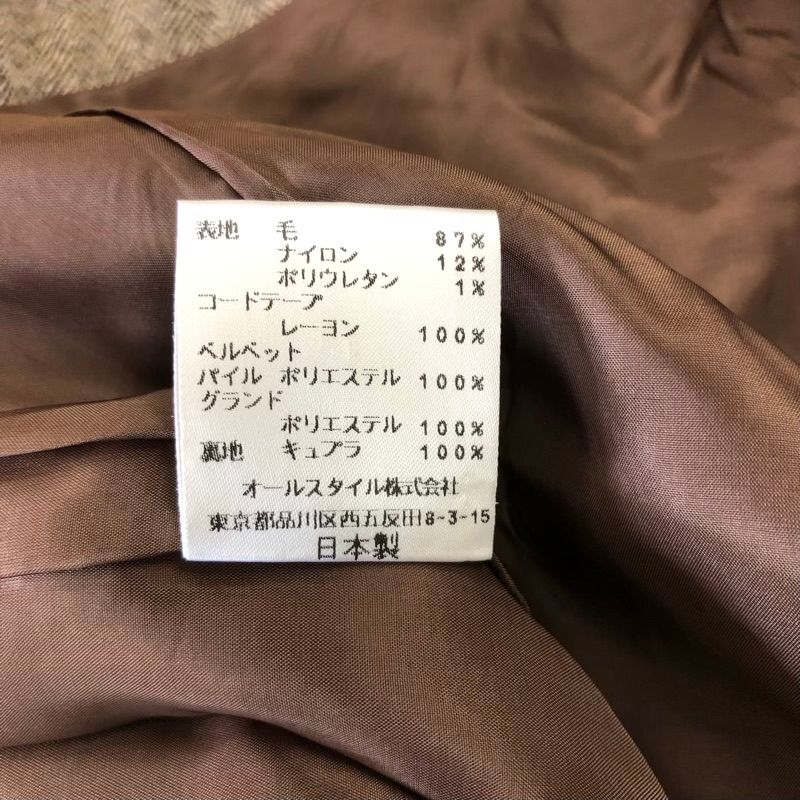 表地 毛 87%
ナイロン 12%
ポリウレタン 1%
コードテープ
レーヨン 100%
ベルベット
パイル ポリエステル 100%
グランド
ポリエステル 100%
裏地 キュプラ 100%
オールスタイル株式会社
東京都品川区西五反田8-3-15
日本製